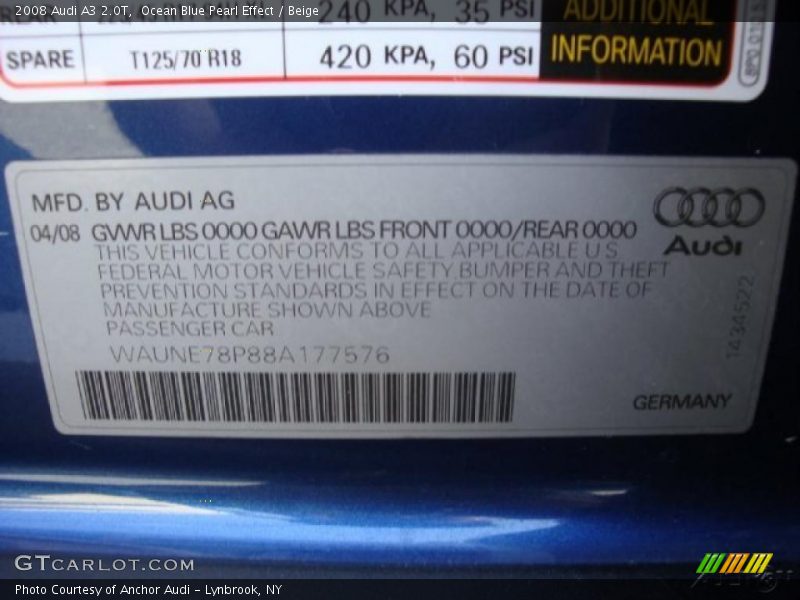 2008 Audi A3 2.0T, Ocean Blue Pearl Effect / Beige
240 KPA, 35 PSI
ADDITIONAL
SPARE T125/70 R18 420 KPA, 60 PSI
INFORMATION
MFD. BY AUDI AG
04/08 GVWR LBS 0000 GAWR LBS FRONT 0000/REAR 0000
THIS VEHICLE CONFORMS TO ALL APPLICABLE U S
FEDERAL MOTOR VEHICLE SAFETY,BUMPER AND THEFT
PREVENTION STANDARDS IN EFFECT ON THE DATE OF
MANUFACTURE SHOWN ABOVE
PASSENGER CAR
WAUNE78P88A177576
Audi
1434522
GERMANY
GTCARLOT.COM
Photo Courtesy of Anchor Audi - Lynbrook, NY